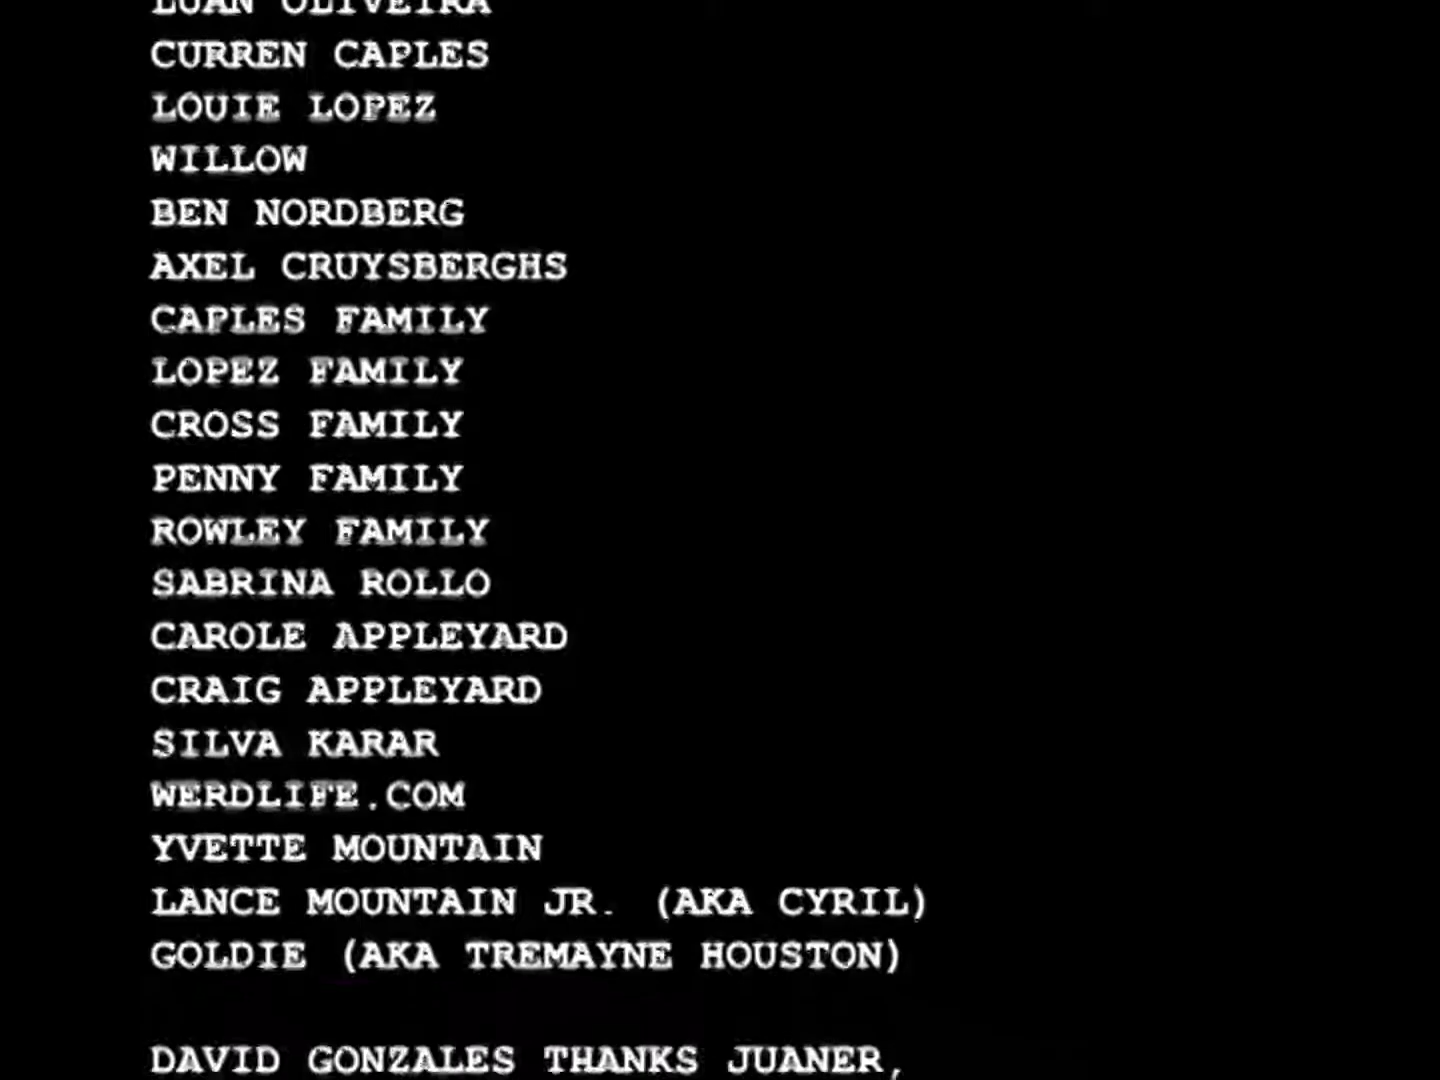 LUAN OLIVEIRA
CURREN CAPLES
LOUIE LOPEZ
WILLOW
BEN NORDBERG
AXEL CRUYSBERGHS
CAPLES FAMILY
LOPEZ FAMILY
CROSS FAMILY
PENNY FAMILY
ROWLEY FAMILY
SABRINA ROLLO
CAROLE APPLEYARD
CRAIG APPLEYARD
SILVA KARAR
WERDLIFE.COM
YVETTE MOUNTAIN
LANCE MOUNTAIN JR. (AKA CYRIL)
GOLDIE (AKA TREMAYNE HOUSTON)
DAVID GONZALES THANKS JUANER,